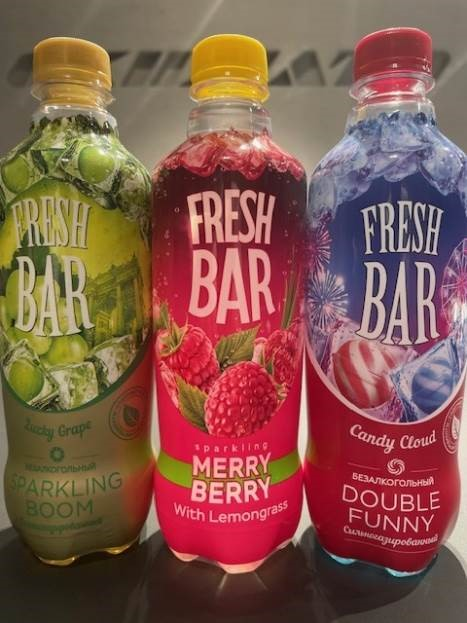 FRESH
BAR
Lucky Grape
БЕЗАЛКОГОЛЬНЫЙ
SPARKLING
BOOM
FRESH
BAR
sparkling
MERRY
BERRY
With Lemongrass
FRESH
BAR
Candy Cloud
БЕЗАЛКОГОЛЬНЫЙ
DOUBLE
FUNNY
Сильногазированный